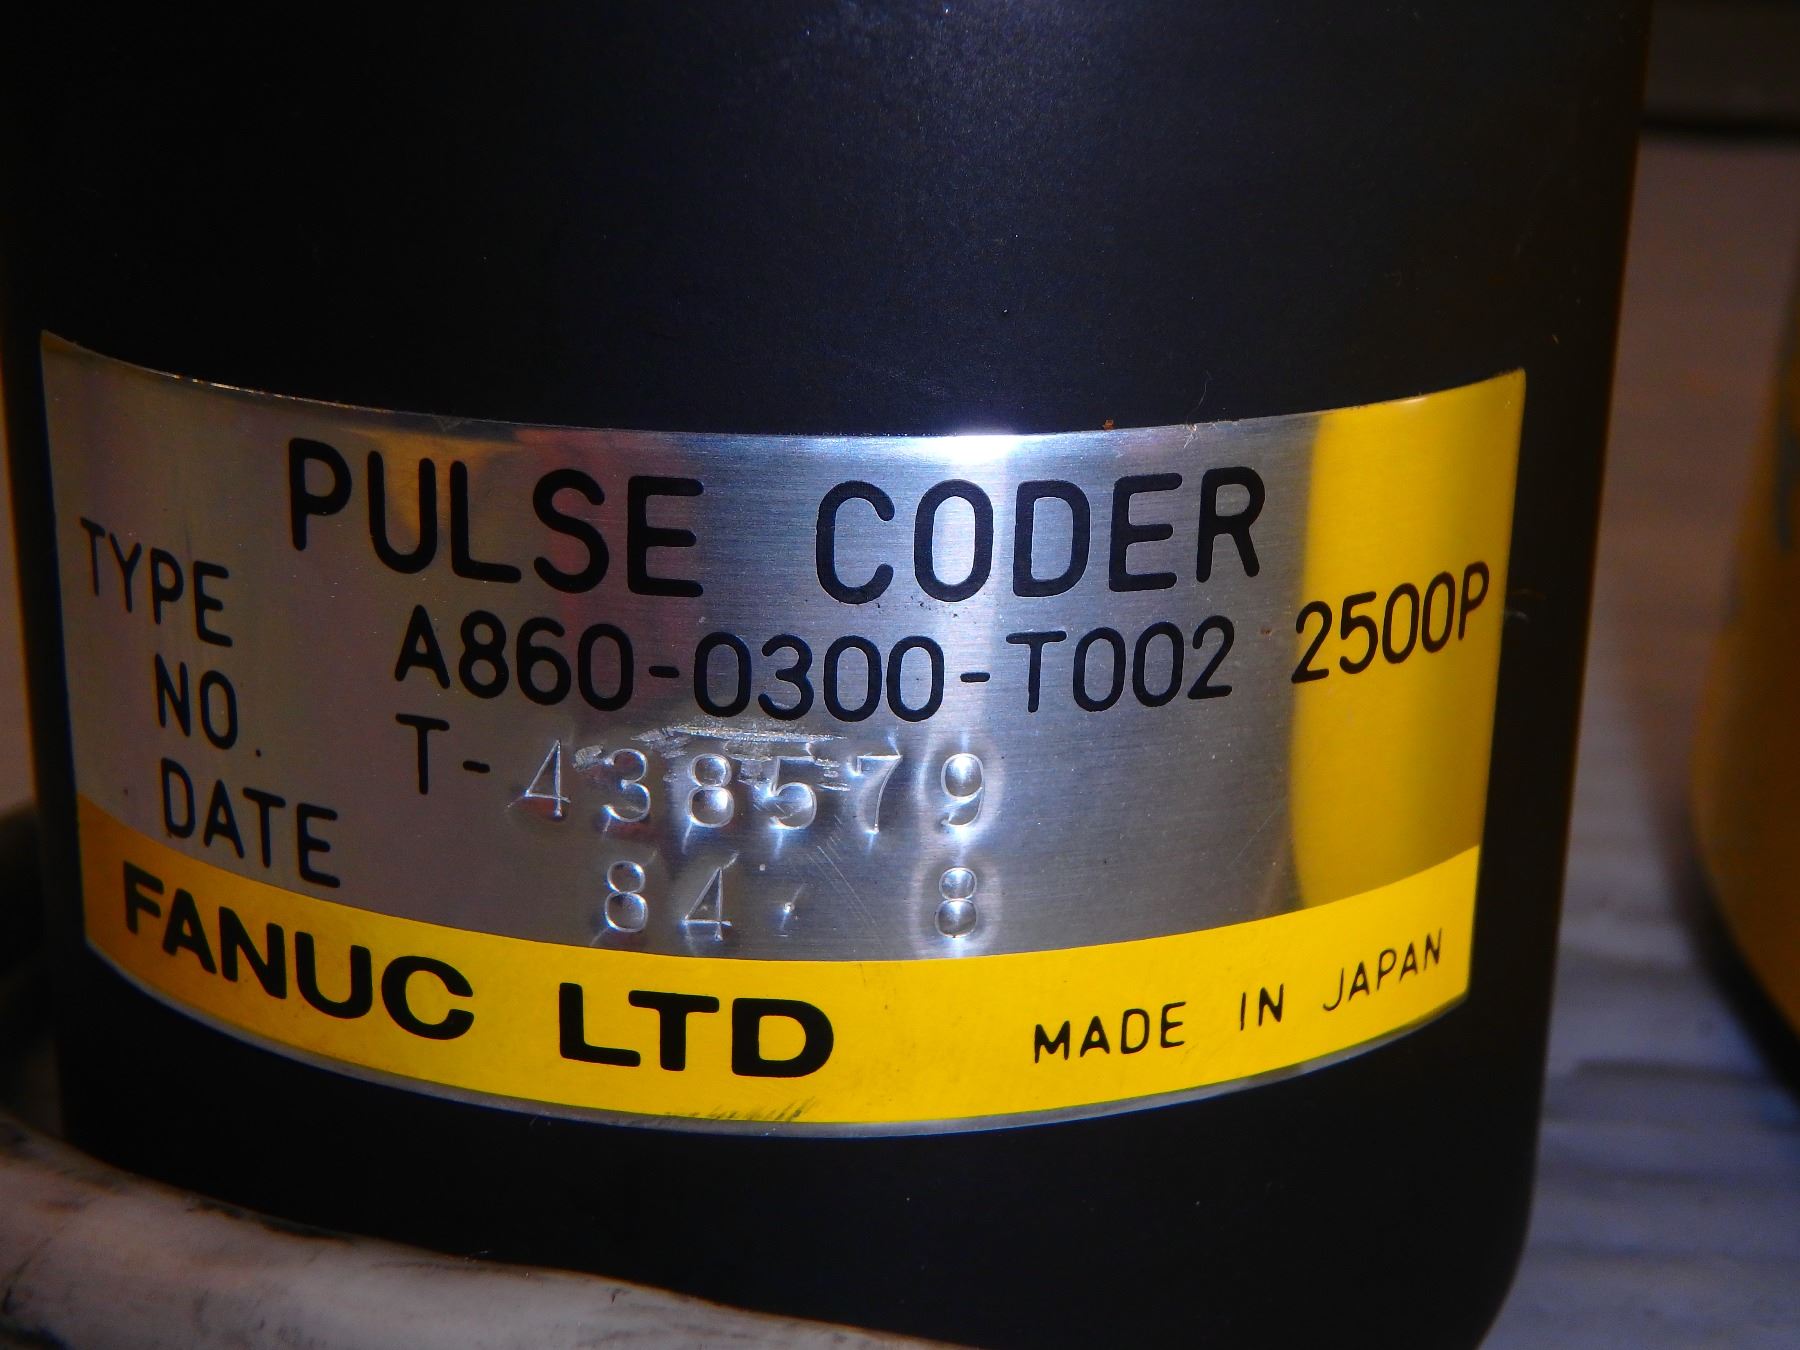 PULSE CODER
TYPE A860-0300-T002 2500P
NO. T-438579
DATE 84. 8
FANUC LTD MADE IN JAPAN